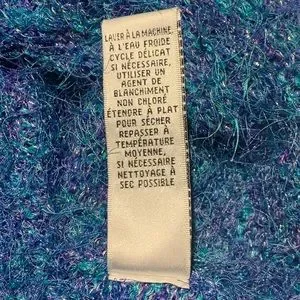 LAVER À LA MACHINE,
À L'EAU FROIDE
CYCLE DÉLICAT
SI NÉCESSAIRE,
UTILISER UN
AGENT DE
BLANCHIMENT
NON CHLORÉ
ÉTENDRE À PLAT
POUR SÉCHER
REPASSER À
TEMPÉRATURE
MOYENNE,
SI NÉCESSAIRE
NETTOYAGE À
SEC POSSIBLE